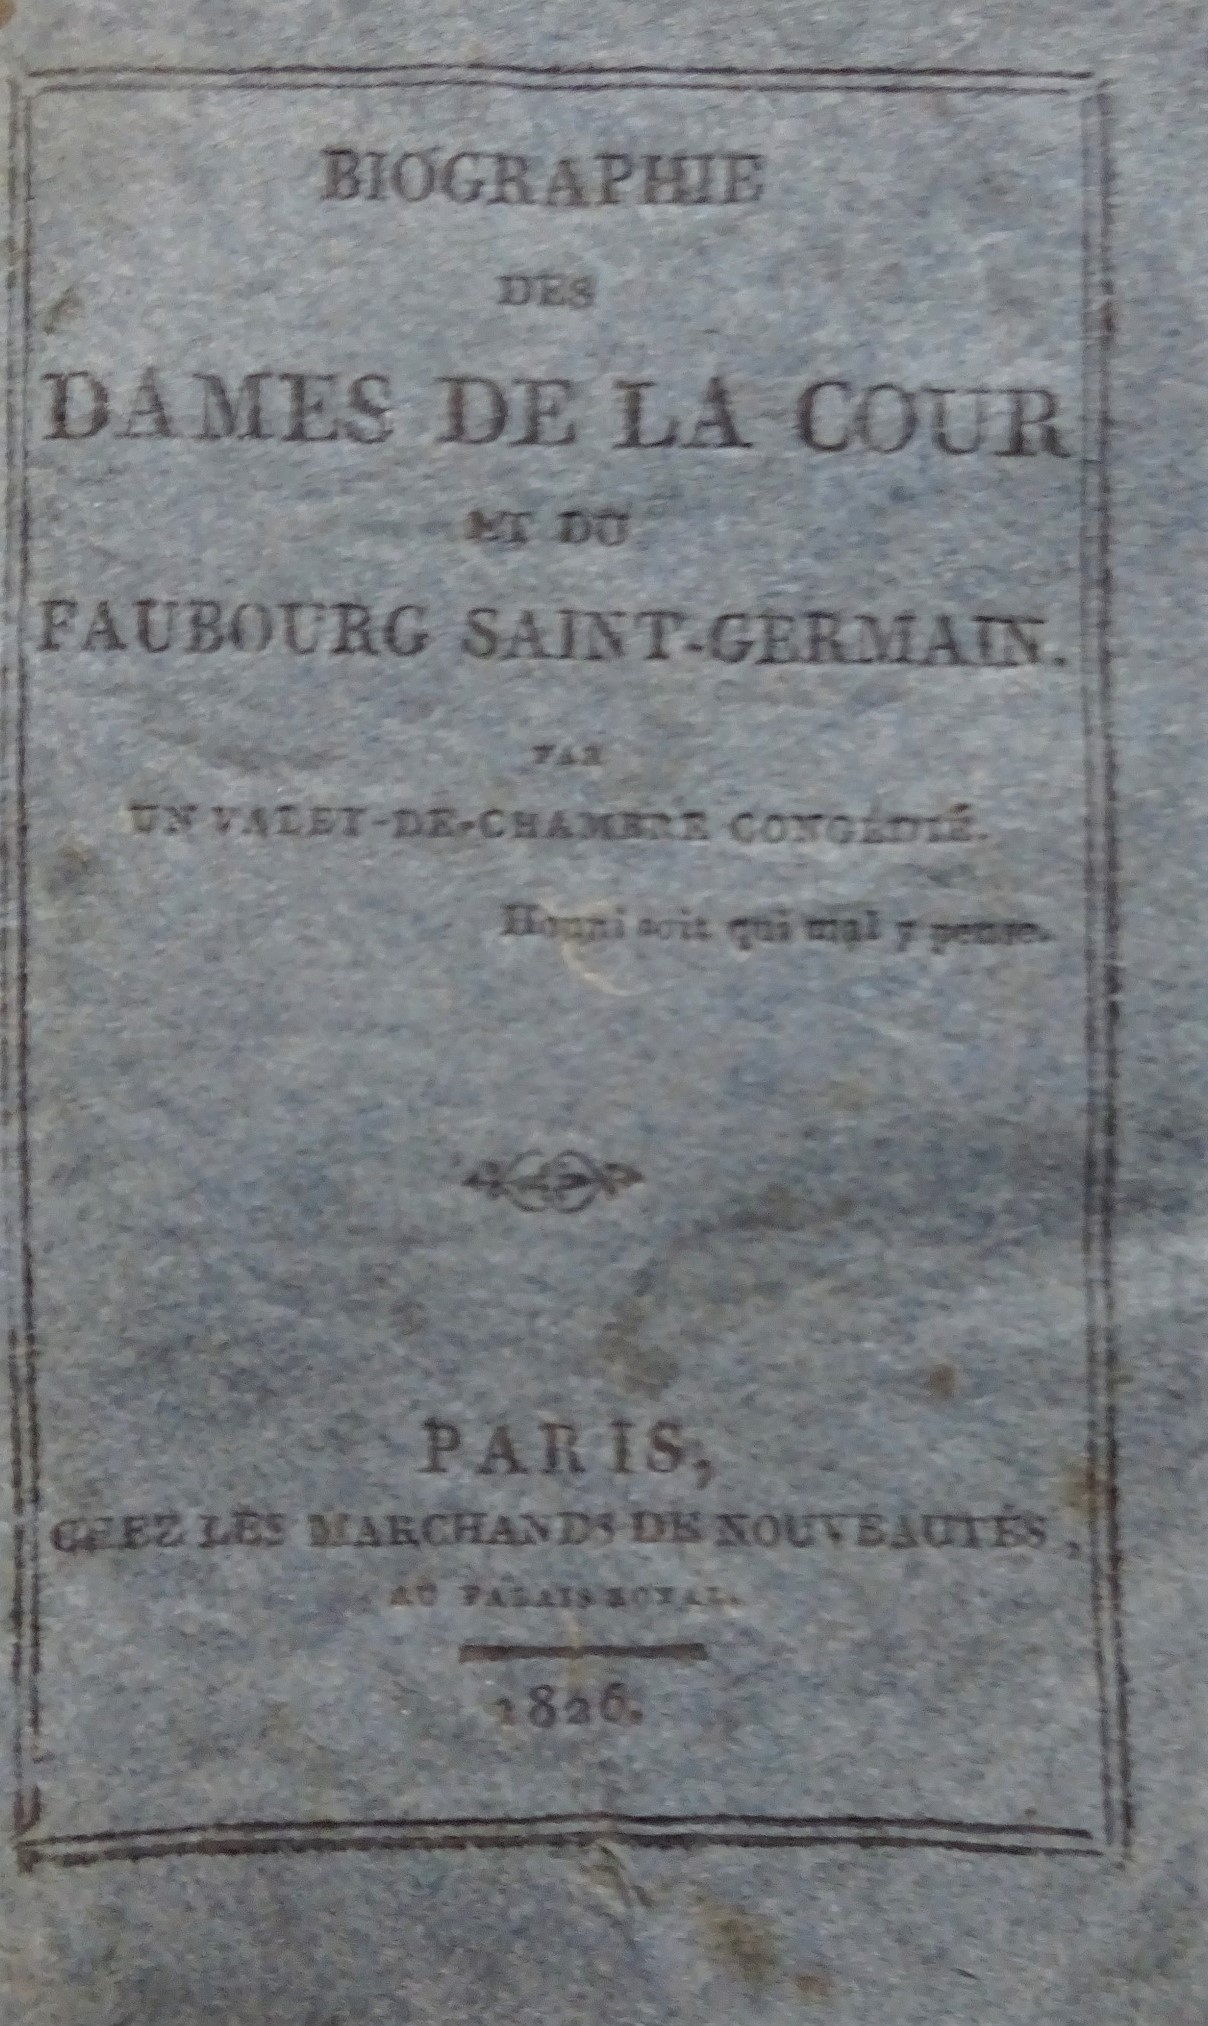 BIOGRAPHIE
DES
DAMES DE LA COUR
ET DU
FAUBOURG SAINT-GERMAIN.
PAR
UN VALET-DE-CHAMBRE CONGÉDIÉ.
Honni soit qui mal y pense.
PARIS,
CHEZ LES MARCHANDS DE NOUVEAUTÉS,
AU PALAIS-ROYAL.
1826.